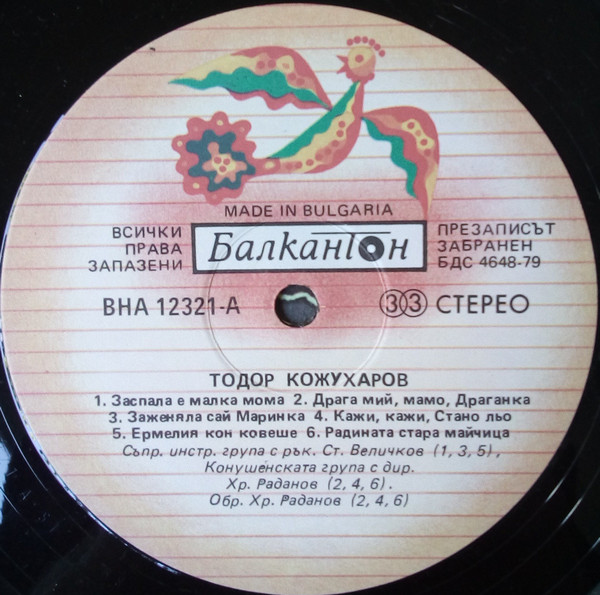 MADE IN BULGARIA
ВСИЧКИ
ПРАВА
ЗАПАЗЕНИ
Балкантон
ПРЕЗАПИСЪТ
ЗАБРАНЕН
БДС 4648-79
ВНА 12321-А
33 СТЕРЕО
ТОДОР КОЖУХАРОВ
1. Заспала е малка мома 2. Драга мий, мамо, Драганка
3. Заженяла сай Маринка 4. Кажи, кажи, Стано льо
5. Ермелия кон ковеше 6. Радината стара майчица
Съпр. инстр. група с рък. Ст. Величков (1, 3, 5),
Конушенската група с дир.
Хр. Раданов (2, 4, 6).
Обр. Хр. Раданов (2, 4, 6)